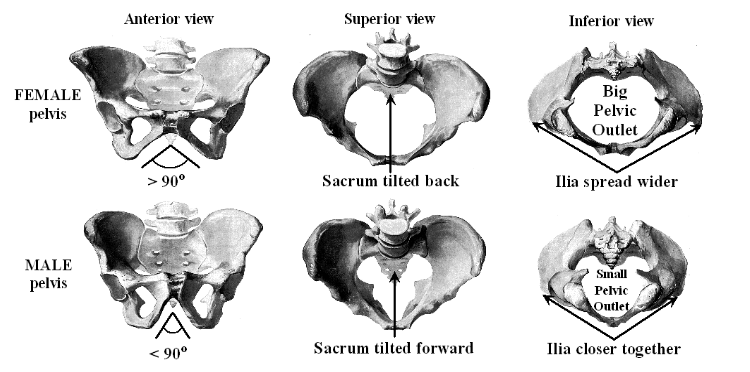 Anterior view
Superior view
Inferior view
FEMALE
pelvis
Big
Pelvic
Outlet
> 90°
Sacrum tilted back
Ilia spread wider
MALE
pelvis
Small
Pelvic
Outlet
< 90°
Sacrum tilted forward
Ilia closer together